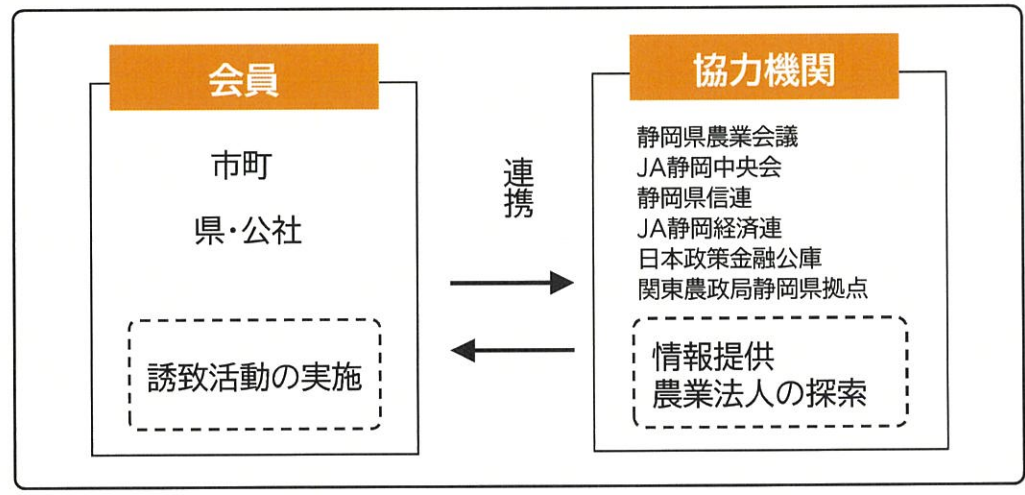 会員
市町
県・公社
誘致活動の実施
連携
協力機関
静岡県農業会議
JA静岡中央会
静岡県信連
JA静岡経済連
日本政策金融公庫
関東農政局静岡県拠点
情報提供
農業法人の探索